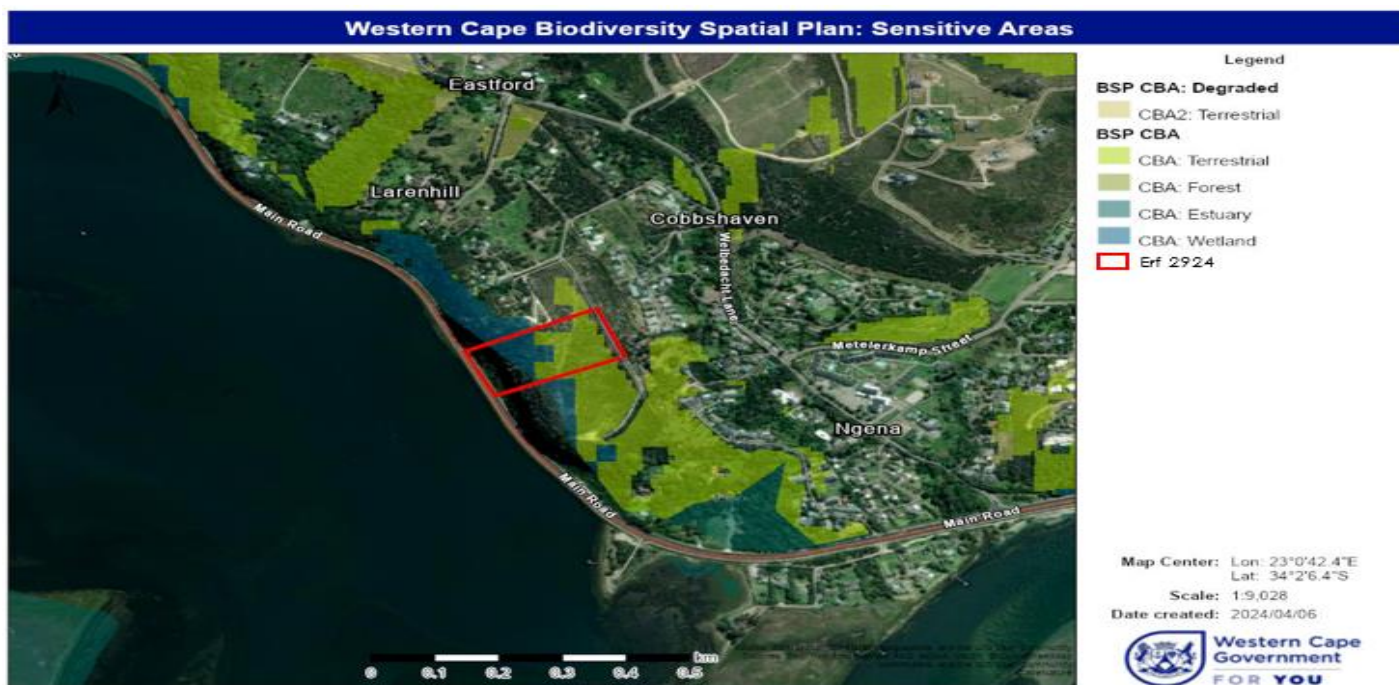 Western Cape Biodiversity Spatial Plan: Sensitive Areas
Eastford
Larenhill
Cobbshaven
Main Road
Welbedacht Lane
Metelerkamp Street
Ngena
Main Road
Main Road
0 0.1 0.2 0.3 0.4 0.5
km
Legend
BSP CBA: Degraded
CBA2: Terrestrial
BSP CBA
CBA: Terrestrial
CBA: Forest
CBA: Estuary
CBA: Wetland
Erf 2924
Map Center: Lon: 23°0'42.4"E
Lat: 34°2'6.4"S
Scale: 1:9,028
Date created: 2024/04/06
Western Cape
Government
FOR YOU